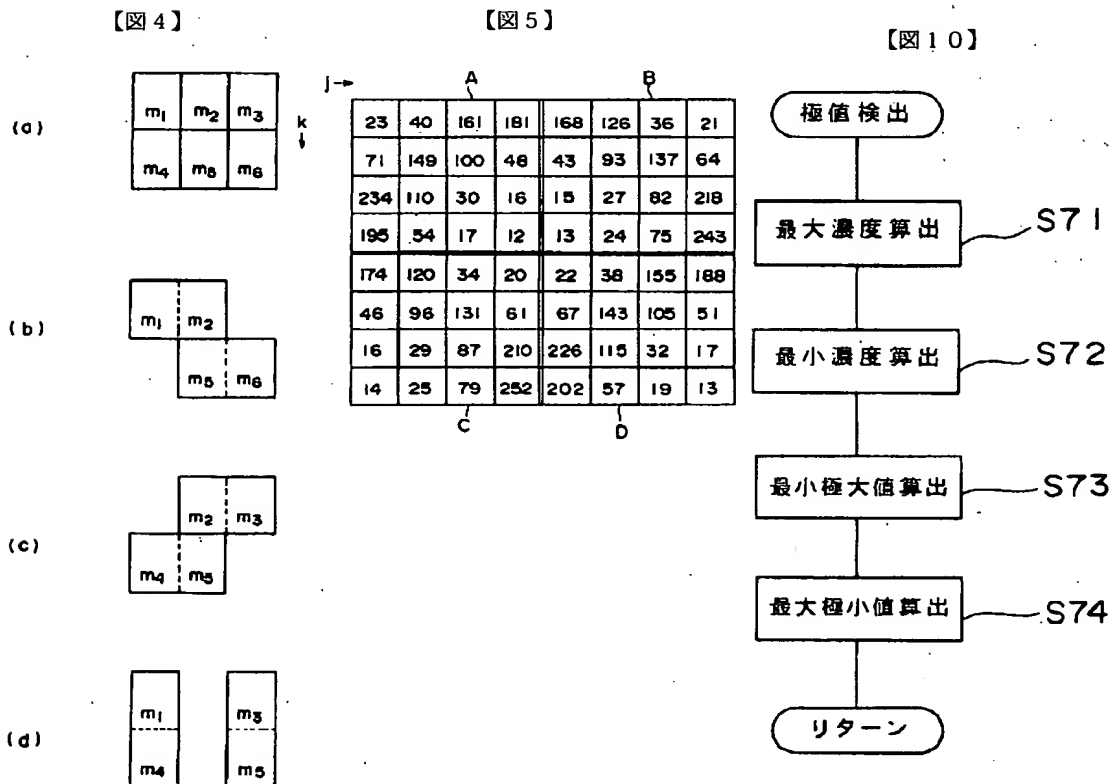 【図4】
(a)
m1 m2 m3
m4 m5 m6
(b)
m1 m2
m5 m6
(c)
m2 m3
m4 m5
(d)
m1 m3
m4 m5
【図5】
j→ A B
k↓
23 40 161 181 168 126 36 21
71 149 100 48 43 93 137 64
234 110 30 16 15 27 82 218
195 54 17 12 13 24 75 243
174 120 34 20 22 38 155 188
46 96 131 61 67 143 105 51
16 29 87 210 226 115 32 17
14 25 79 252 202 57 19 13
C D
【図10】
極値検出
最大濃度算出 S71
最小濃度算出 S72
最小極大値算出 S73
最大極小値算出 S74
リターン